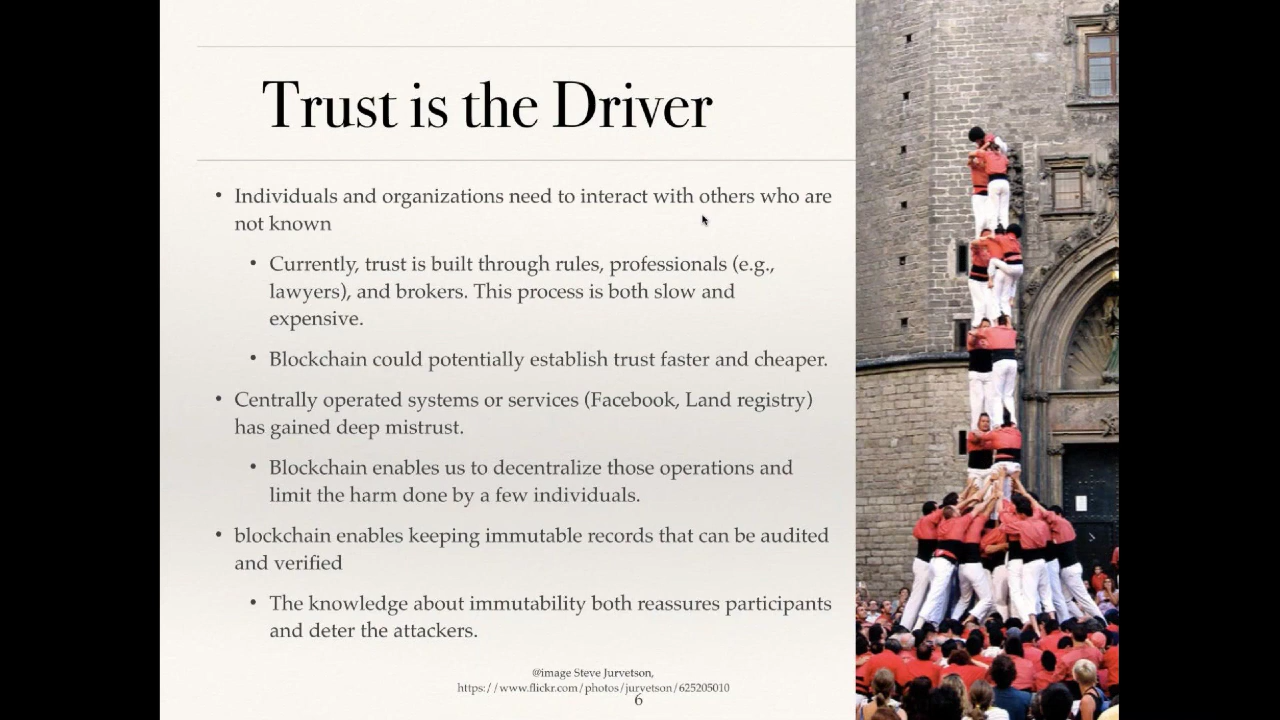 Trust is the Driver
• Individuals and organizations need to interact with others who are
not known
• Currently, trust is built through rules, professionals (e.g.,
lawyers), and brokers. This process is both slow and
expensive.
• Blockchain could potentially establish trust faster and cheaper.
• Centrally operated systems or services (Facebook, Land registry)
has gained deep mistrust.
• Blockchain enables us to decentralize those operations and
limit the harm done by a few individuals.
• blockchain enables keeping immutable records that can be audited
and verified
• The knowledge about immutability both reassures participants
and deter the attackers.
@image Steve Jurvetson,
https://www.flickr.com/photos/jurvetson/625205010
6